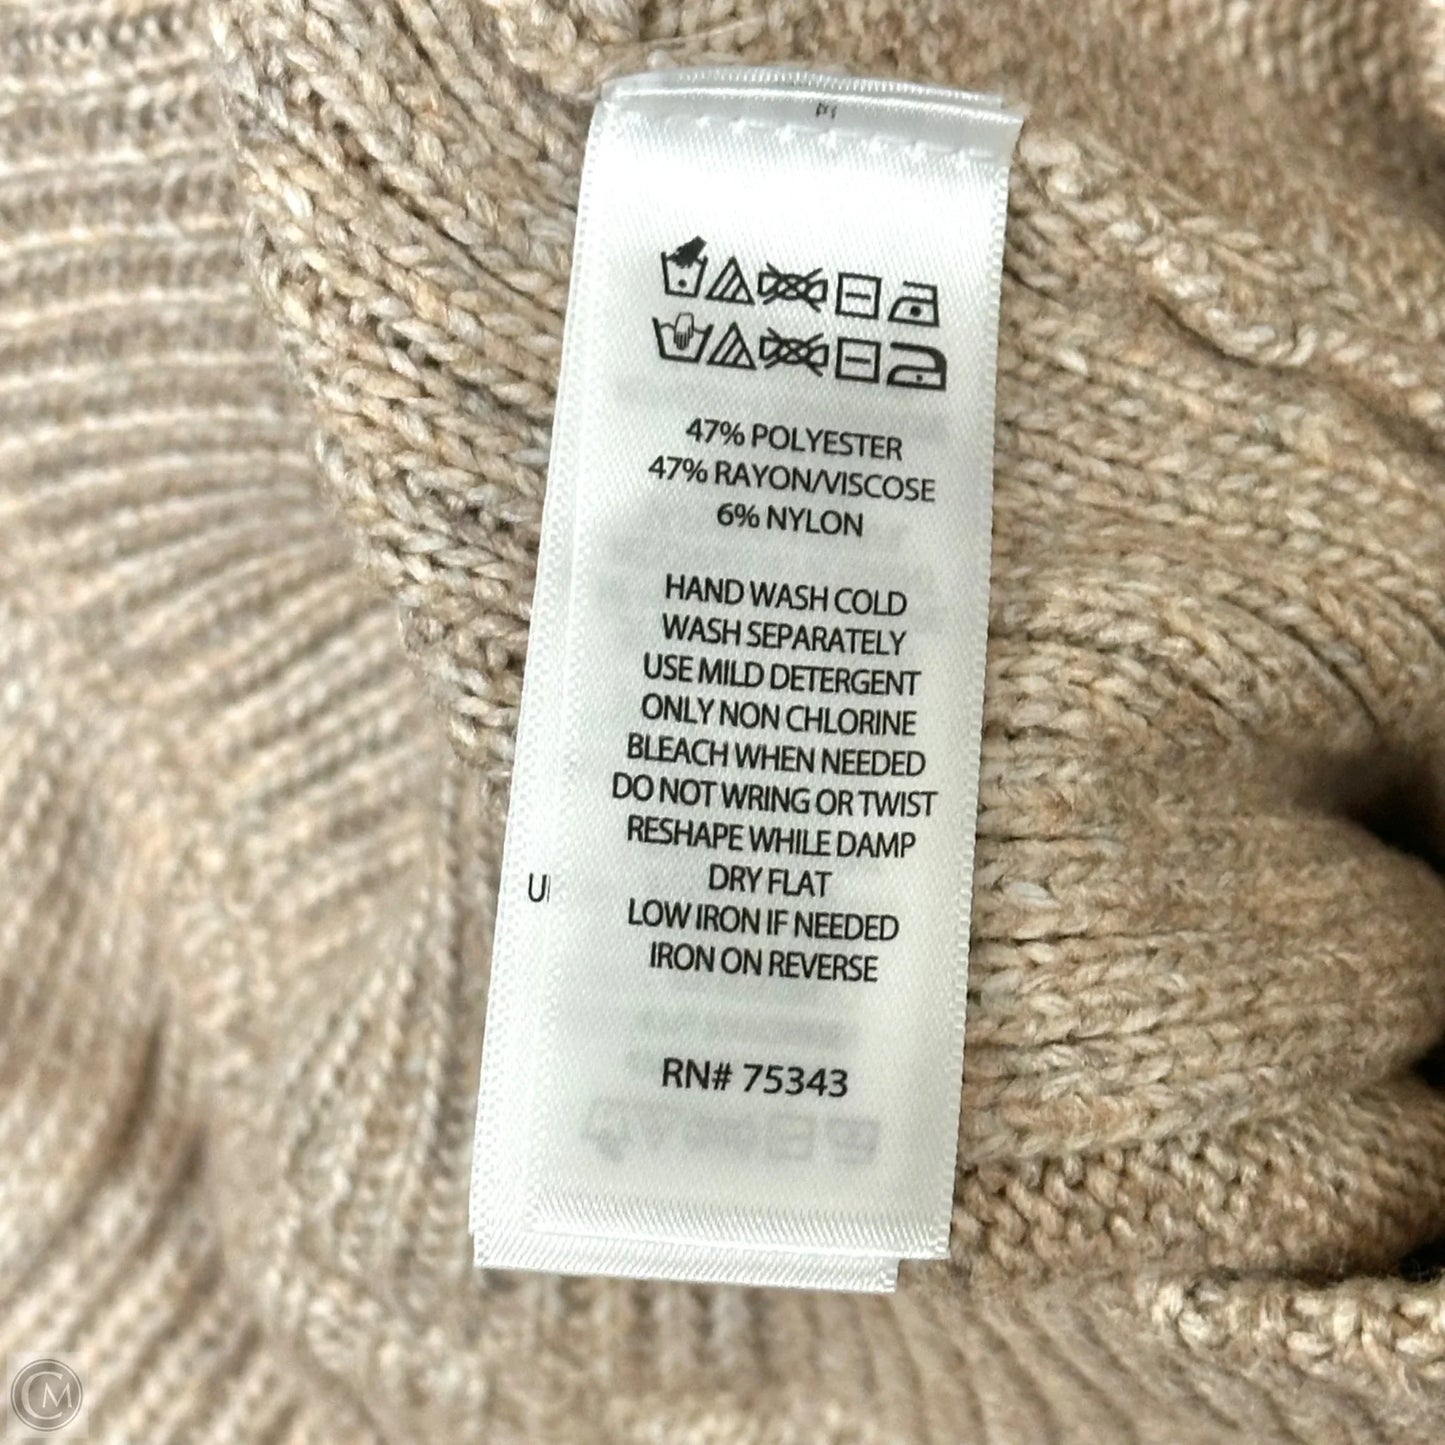 47% POLYESTER
47% RAYON/VISCOSE
6% NYLON
HAND WASH COLD
WASH SEPARATELY
USE MILD DETERGENT
ONLY NON CHLORINE
BLEACH WHEN NEEDED
DO NOT WRING OR TWIST
RESHAPE WHILE DAMP
DRY FLAT
LOW IRON IF NEEDED
IRON ON REVERSE
RN# 75343
CM